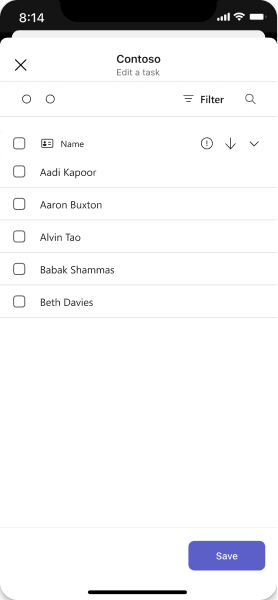 8:14
Contoso
Edit a task
Filter
Name
Aadi Kapoor
Aaron Buxton
Alvin Tao
Babak Shammas
Beth Davies
Save